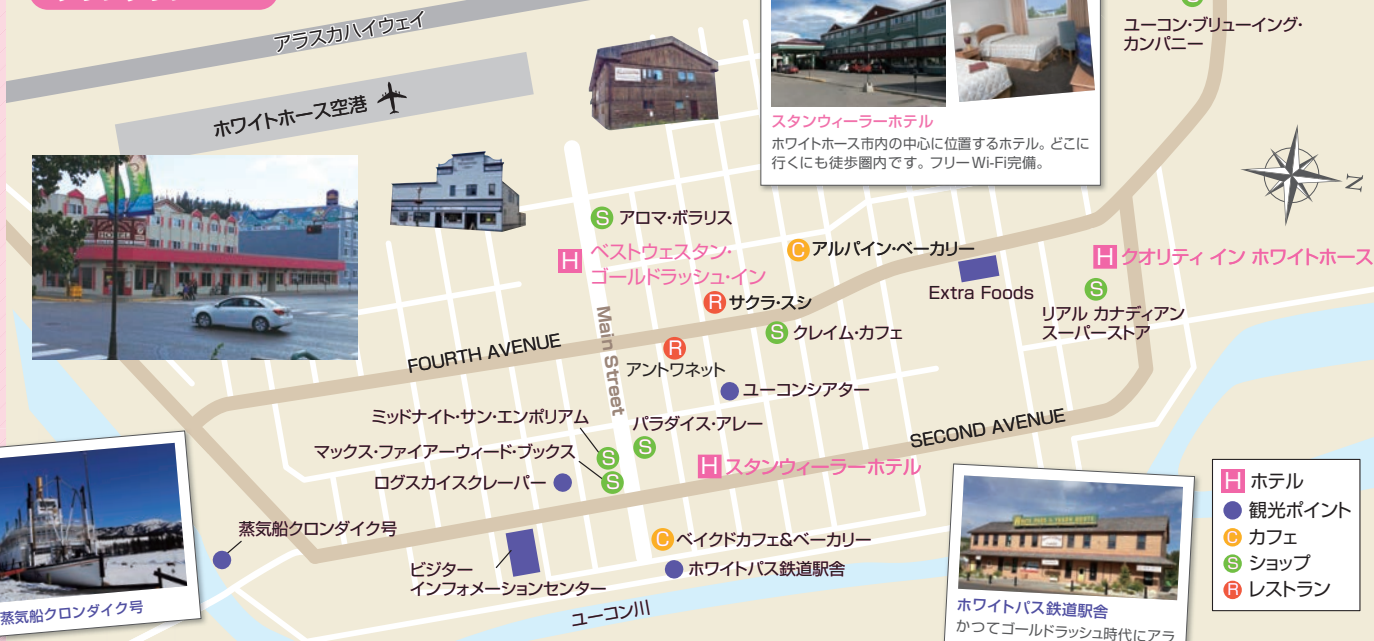 アラスカハイウェイ
ホワイトホース空港
ユーコン・ブリューイング・
カンパニー
スタンウィーラーホテル
ホワイトホース市内の中心に位置するホテル。どこに
行くにも徒歩圏内です。フリーWi-Fi完備。
N
S アロマ・ボラリス
H ベストウェスタン・
ゴールドラッシュ・イン
C アルパイン・ベーカリー
Extra Foods
H クオリティ イン ホワイトホース
S
リアル カナディアン
スーパーストア
R サクラ・スシ
S クレイム・カフェ
Main Street
FOURTH AVENUE
R
アントワネット
ユーコンシアター
ミッドナイト・サン・エンポリアム
S
パラダイス・アレー
S
マックス・ファイアーウィード・ブックス
S
ログスカイスクレーパー
SECOND AVENUE
H スタンウィーラーホテル
蒸気船クロンダイク号
蒸気船クロンダイク号
ビジター
インフォメーションセンター
C ベイクドカフェ&ベーカリー
ホワイトパス鉄道駅舎
ユーコン川
ホワイトパス鉄道駅舎
かつてゴールドラッシュ時代にアラ
H ホテル
観光ポイント
C カフェ
S ショップ
R レストラン